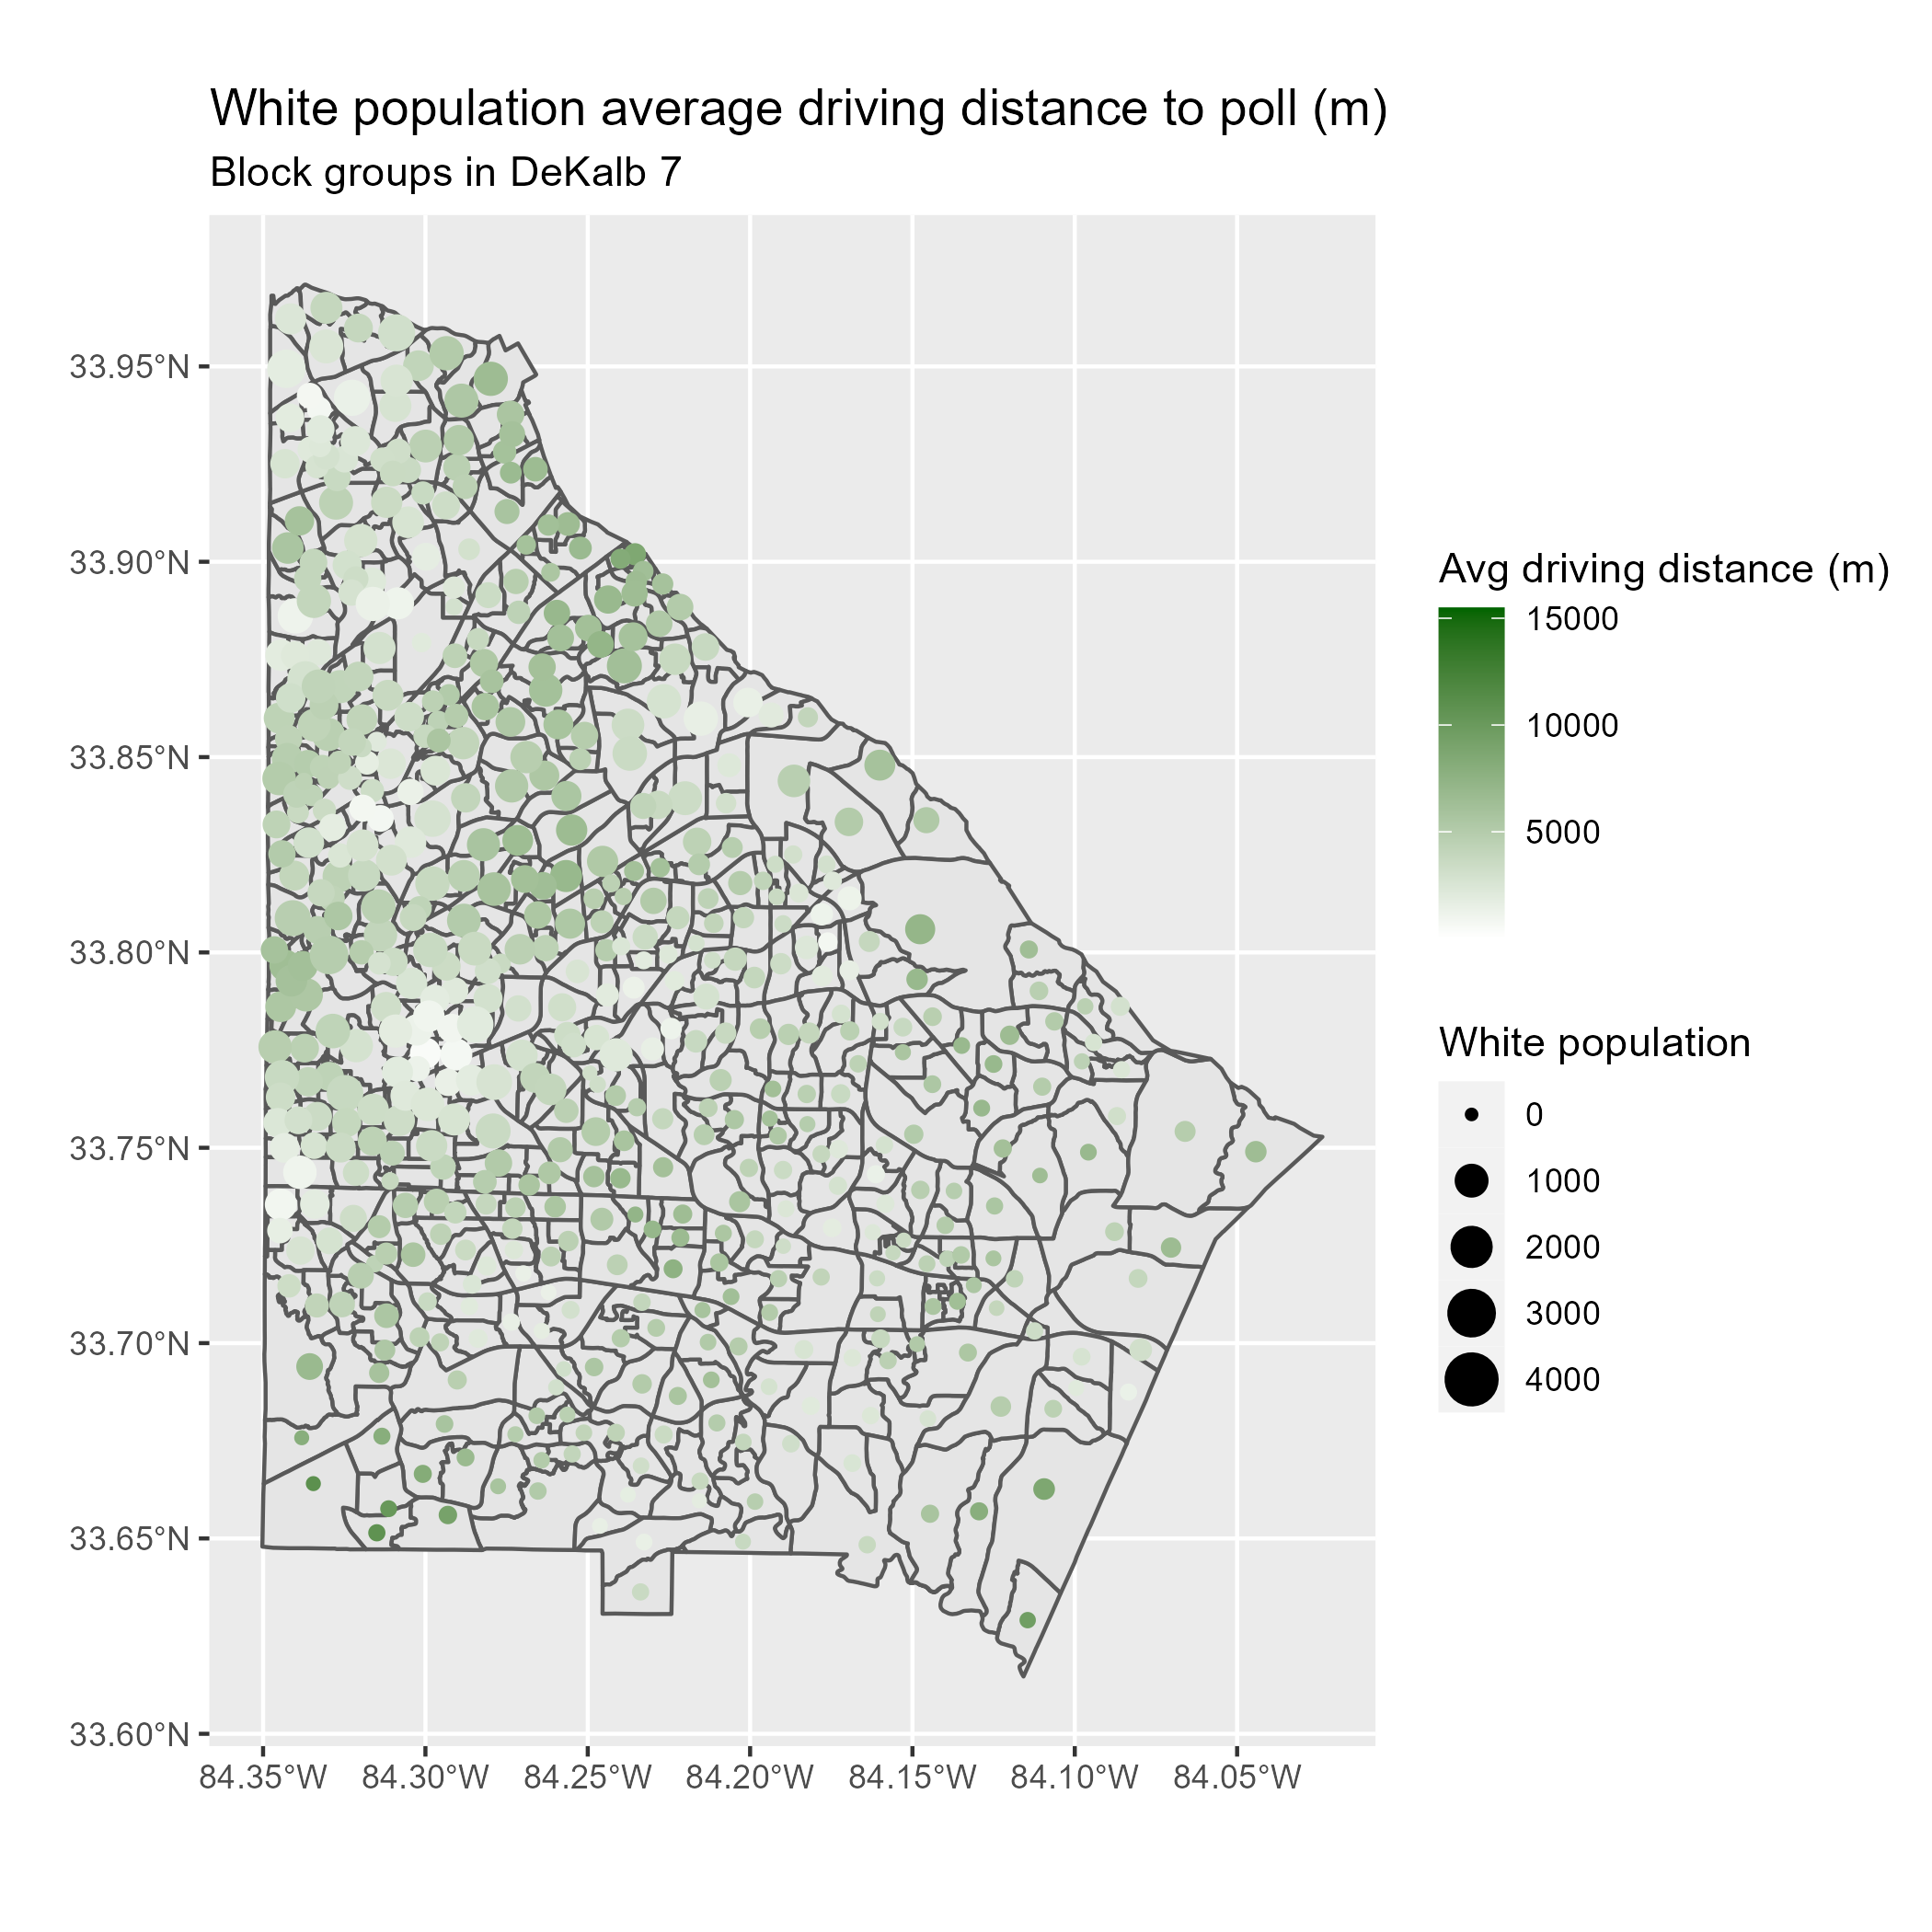 White population average driving distance to poll (m)
Block groups in DeKalb 7
33.95°N
33.90°N
33.85°N
33.80°N
33.75°N
33.70°N
33.65°N
33.60°N
84.35°W 84.30°W 84.25°W 84.20°W 84.15°W 84.10°W 84.05°W
Avg driving distance (m)
15000
10000
5000
White population
0
1000
2000
3000
4000